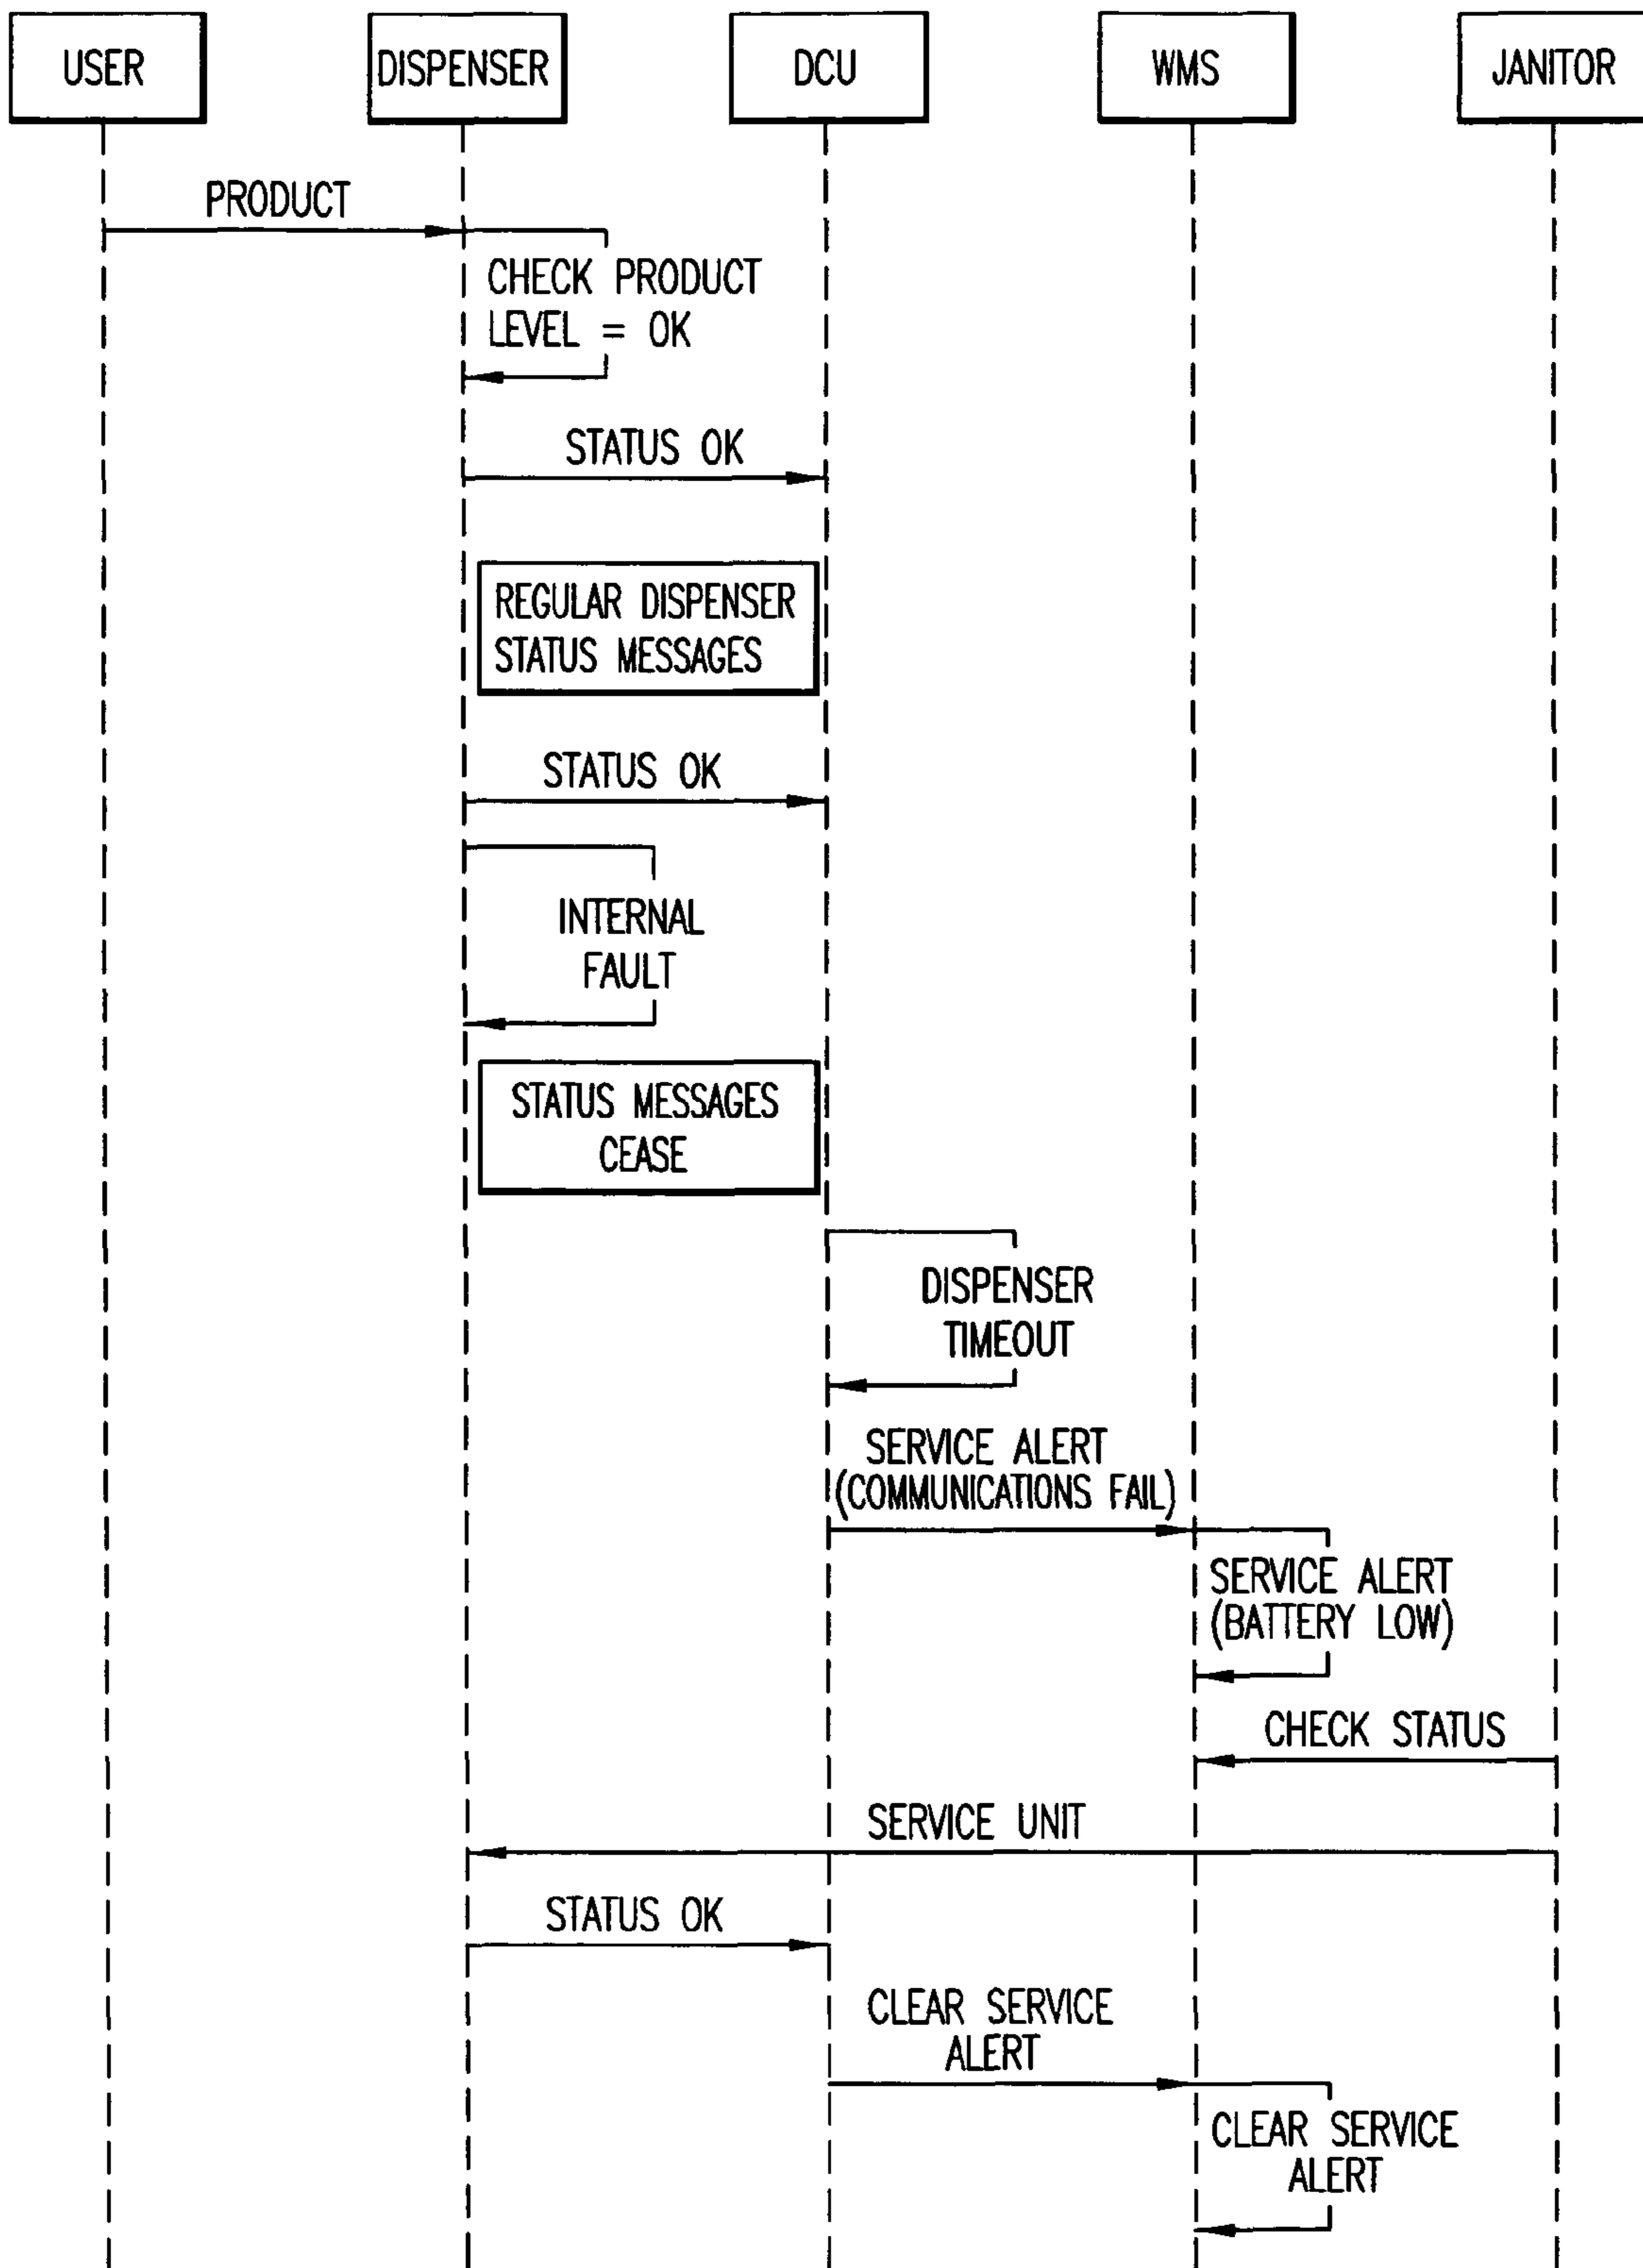 USER
DISPENSER
DCU
WMS
JANITOR
PRODUCT
CHECK PRODUCT
LEVEL = OK
STATUS OK
REGULAR DISPENSER
STATUS MESSAGES
STATUS OK
INTERNAL
FAULT
STATUS MESSAGES
CEASE
DISPENSER
TIMEOUT
SERVICE ALERT
(COMMUNICATIONS FAIL)
SERVICE ALERT
(BATTERY LOW)
CHECK STATUS
SERVICE UNIT
STATUS OK
CLEAR SERVICE
ALERT
CLEAR SERVICE
ALERT